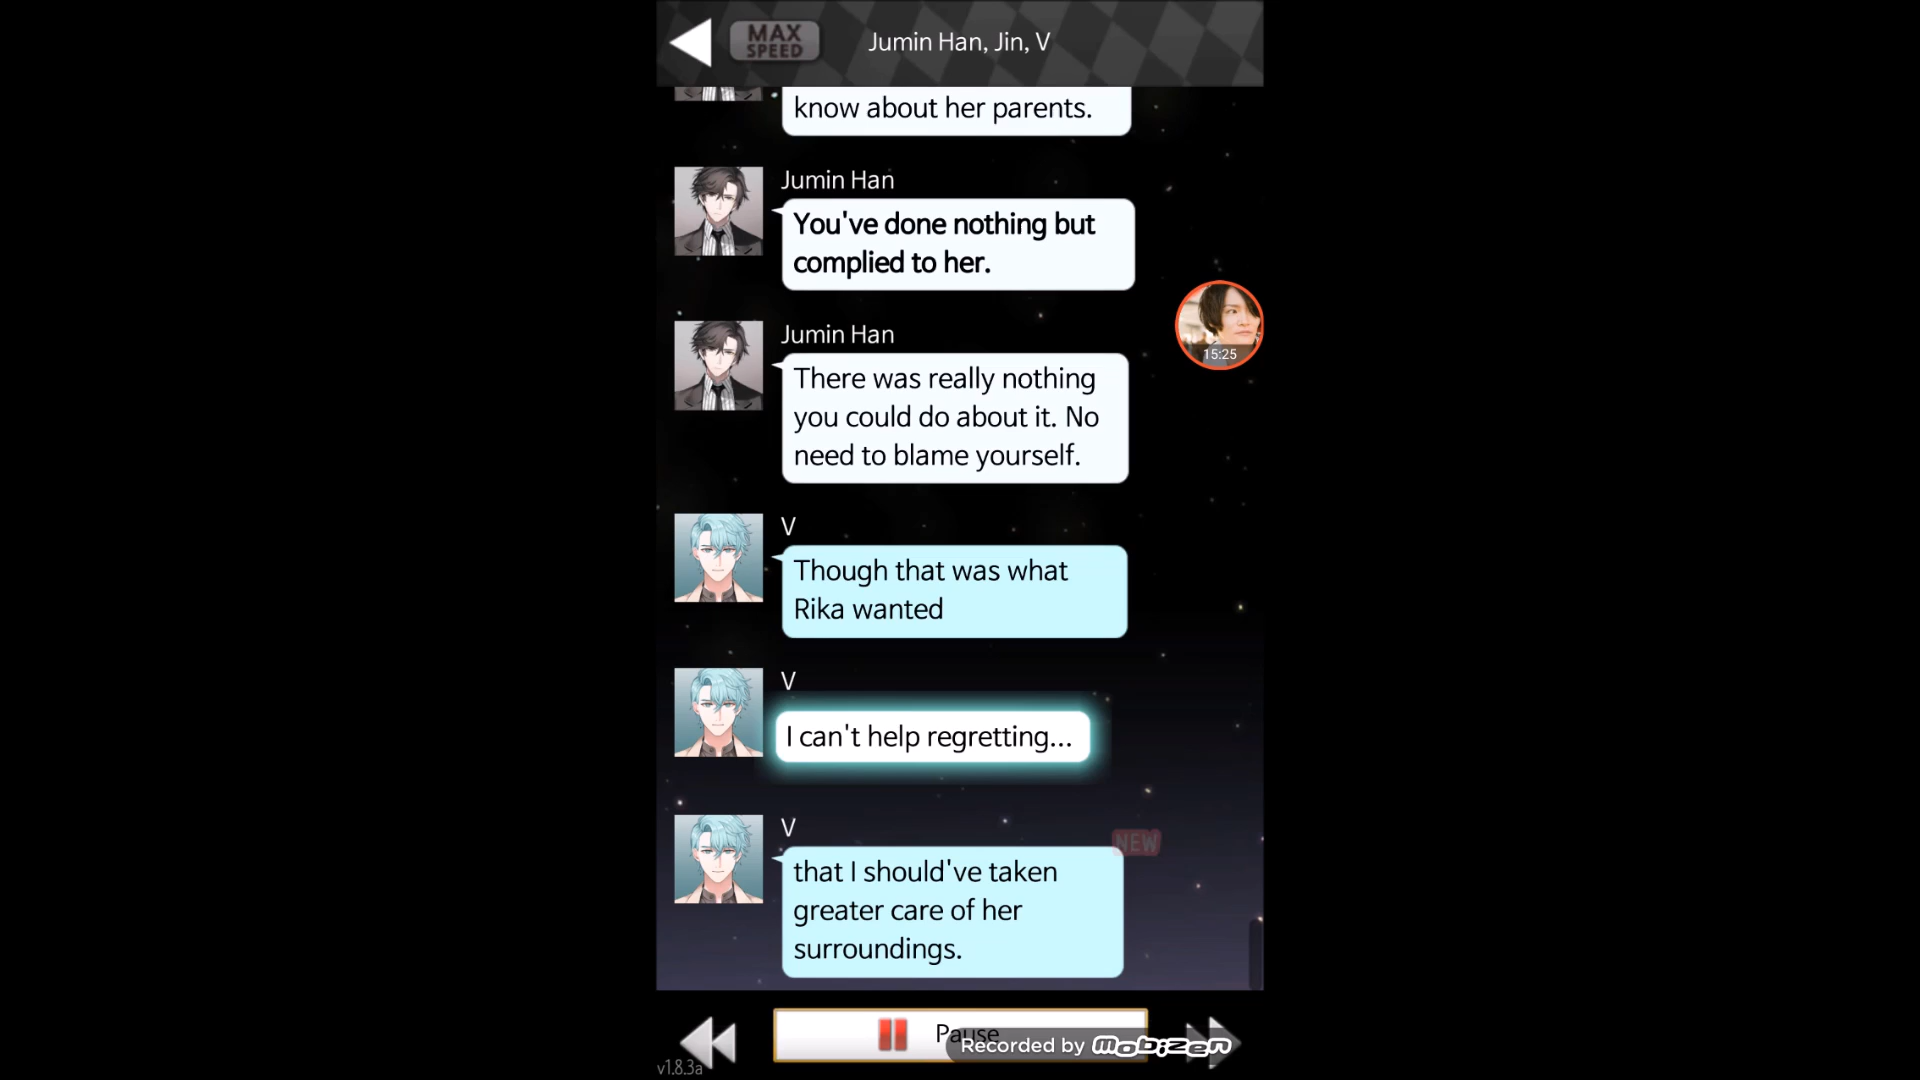 MAX
SPEED
Jumin Han, Jin, V
know about her parents.
Jumin Han
You've done nothing but
complied to her.
15:25
Jumin Han
There was really nothing
you could do about it. No
need to blame yourself.
V
Though that was what
Rika wanted
V
I can't help regretting...
V
NEW
that I should've taken
greater care of her
surroundings.
Pause
Recorded by Mobizen
v1.8.3a